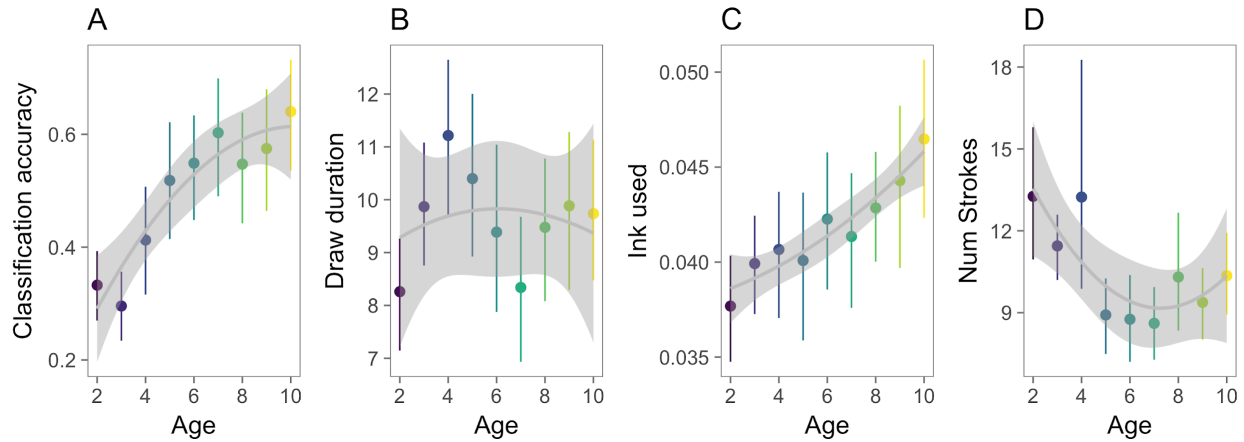 A
Classification accuracy
0.6
0.4
0.2
2 4 6 8 10
Age
B
Draw duration
12
11
10
9
8
7
2 4 6 8 10
Age
C
Ink used
0.050
0.045
0.040
0.035
2 4 6 8 10
Age
D
Num Strokes
18
15
12
9
2 4 6 8 10
Age